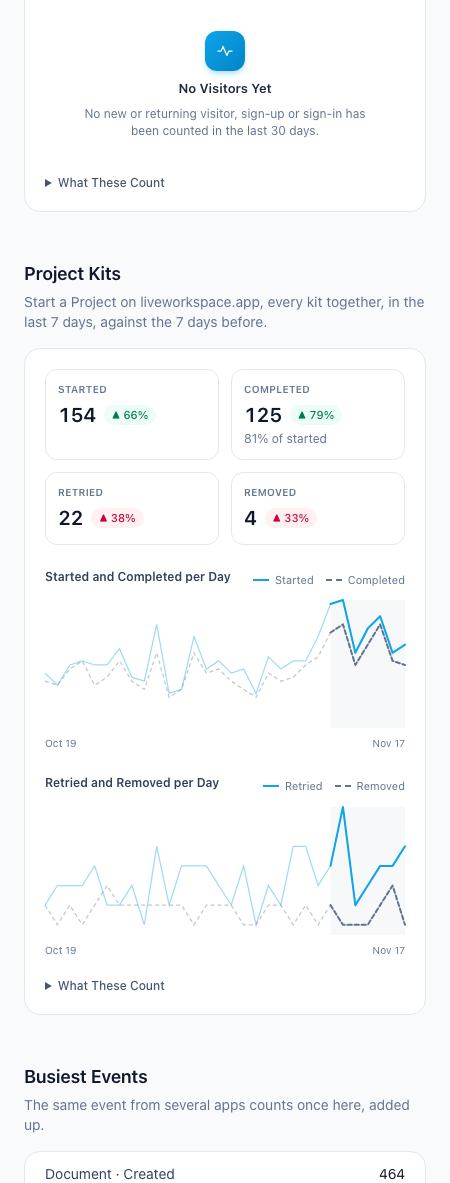 No Visitors Yet
No new or returning visitor, sign-up or sign-in has
been counted in the last 30 days.
What These Count
Project Kits
Start a Project on liveworkspace.app, every kit together, in the
last 7 days, against the 7 days before.
STARTED
154 ▲ 66%
COMPLETED
125 ▲ 79%
81% of started
RETRIED
22 ▲ 38%
REMOVED
4 ▲ 33%
Started and Completed per Day
Started Completed
Oct 19 Nov 17
Retried and Removed per Day
Retried Removed
Oct 19 Nov 17
What These Count
Busiest Events
The same event from several apps counts once here, added
up.
Document · Created 464